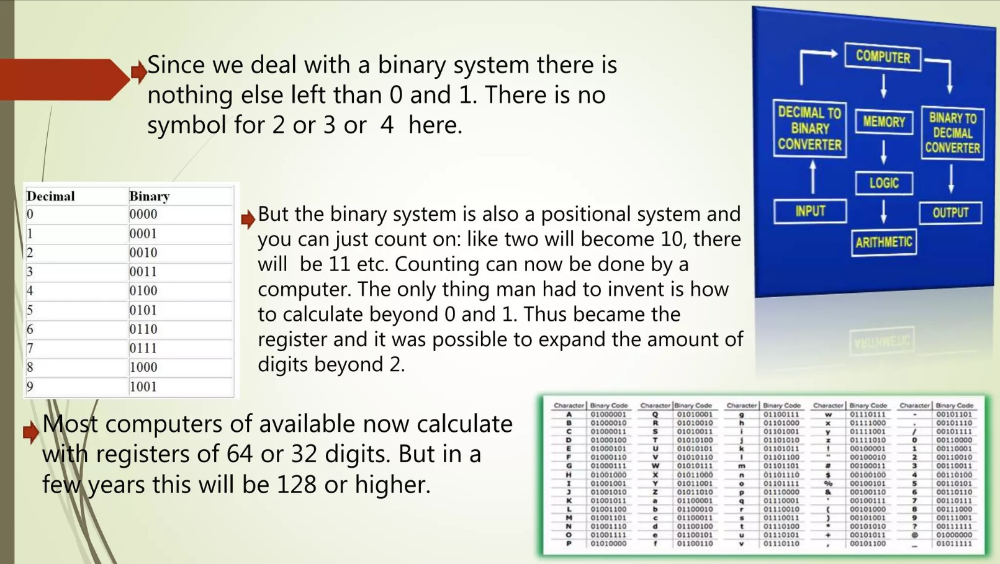 Since we deal with a binary system there is
nothing else left than 0 and 1. There is no
symbol for 2 or 3 or  4  here.
COMPUTER
DECIMAL TO
BINARY
CONVERTER
MEMORY
BINARY TO
DECIMAL
CONVERTER
LOGIC
INPUT
OUTPUT
ARITHMETIC
Decimal Binary
0 0000
1 0001
2 0010
3 0011
4 0100
5 0101
6 0110
7 0111
8 1000
9 1001
But the binary system is also a positional system and
you can just count on: like two will become 10, there
will  be 11 etc. Counting can now be done by a
computer. The only thing man had to invent is how
to calculate beyond 0 and 1. Thus became the
register and it was possible to expand the amount of
digits beyond 2.
Most computers of available now calculate
with registers of 64 or 32 digits. But in a
few years this will be 128 or higher.
Character Binary Code Character Binary Code Character Binary Code Character Binary Code Character Binary Code
A 01000001 Q 01010001 g 01100111 w 01110111 - 00101101
B 01000010 R 01010010 h 01101000 x 01111000 . 00101110
C 01000011 S 01010011 i 01101001 y 01111001 / 00101111
D 01000100 T 01010100 j 01101010 z 01111010 0 00110000
E 01000101 U 01010101 k 01101011 ! 00100001 1 00110001
F 01000110 V 01010110 l 01101100 " 00100010 2 00110010
G 01000111 W 01010111 m 01101101 # 00100011 3 00110011
H 01001000 X 01011000 n 01101110 $ 00100100 4 00110100
I 01001001 Y 01011001 o 01101111 % 00100101 5 00110101
J 01001010 Z 01011010 p 01110000 & 00100110 6 00110110
K 01001011 a 01100001 q 01110001 ' 00100111 7 00110111
L 01001100 b 01100010 r 01110010 ( 00101000 8 00111000
M 01001101 c 01100011 s 01110011 ) 00101001 9 00111001
N 01001110 d 01100100 t 01110100 * 00101010 ? 00111111
O 01001111 e 01100101 u 01110101 + 00101011 @ 01000000
P 01010000 f 01100110 v 01110110 , 00101100 _ 01011111